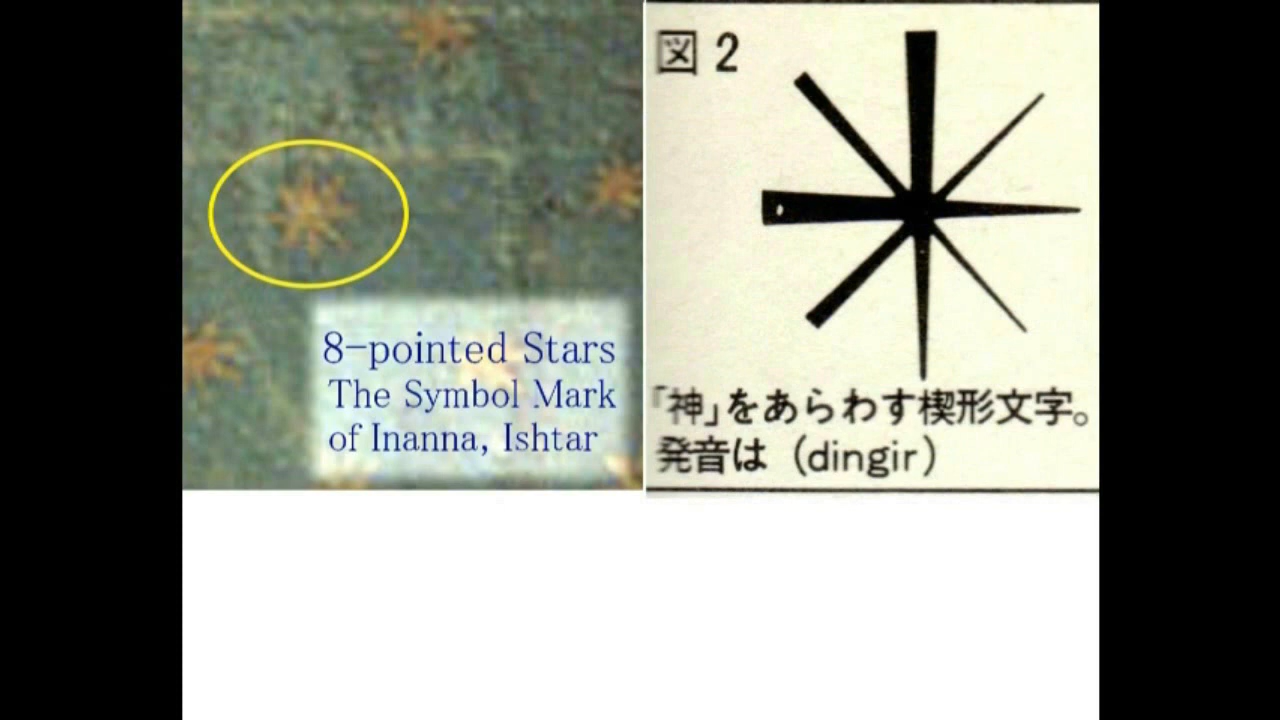 8-pointed Stars
The Symbol Mark
of Inanna, Ishtar
図2
「神」をあらわす楔形文字。
発音は(dingir)